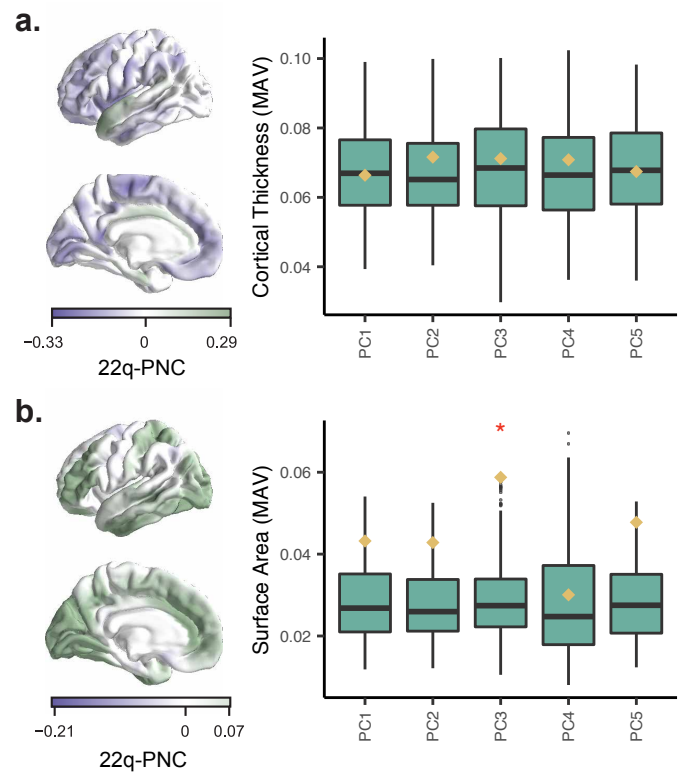 a.
−0.33 0 0.29
22q-PNC
Cortical Thickness (MAV)
0.10
0.08
0.06
0.04
PC1 PC2 PC3 PC4 PC5
b.
−0.21 0 0.07
22q-PNC
Surface Area (MAV)
0.06
0.04
0.02
*
PC1 PC2 PC3 PC4 PC5